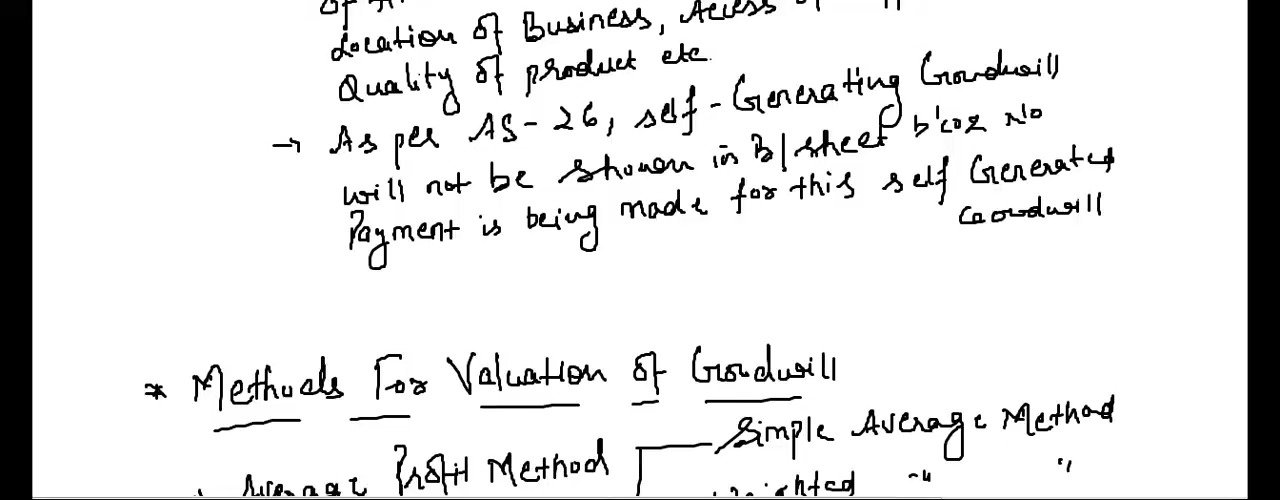 Location of Business, Access of
Quality of product etc
→ As per AS-26, self-Generating Goodwill
will not be shown in B/sheet b'coz No
Payment is being made for this self Generated
Goodwill
* Methods For Valuation of Goodwill
Simple Average Method
Average Profit Method
Weighted " "